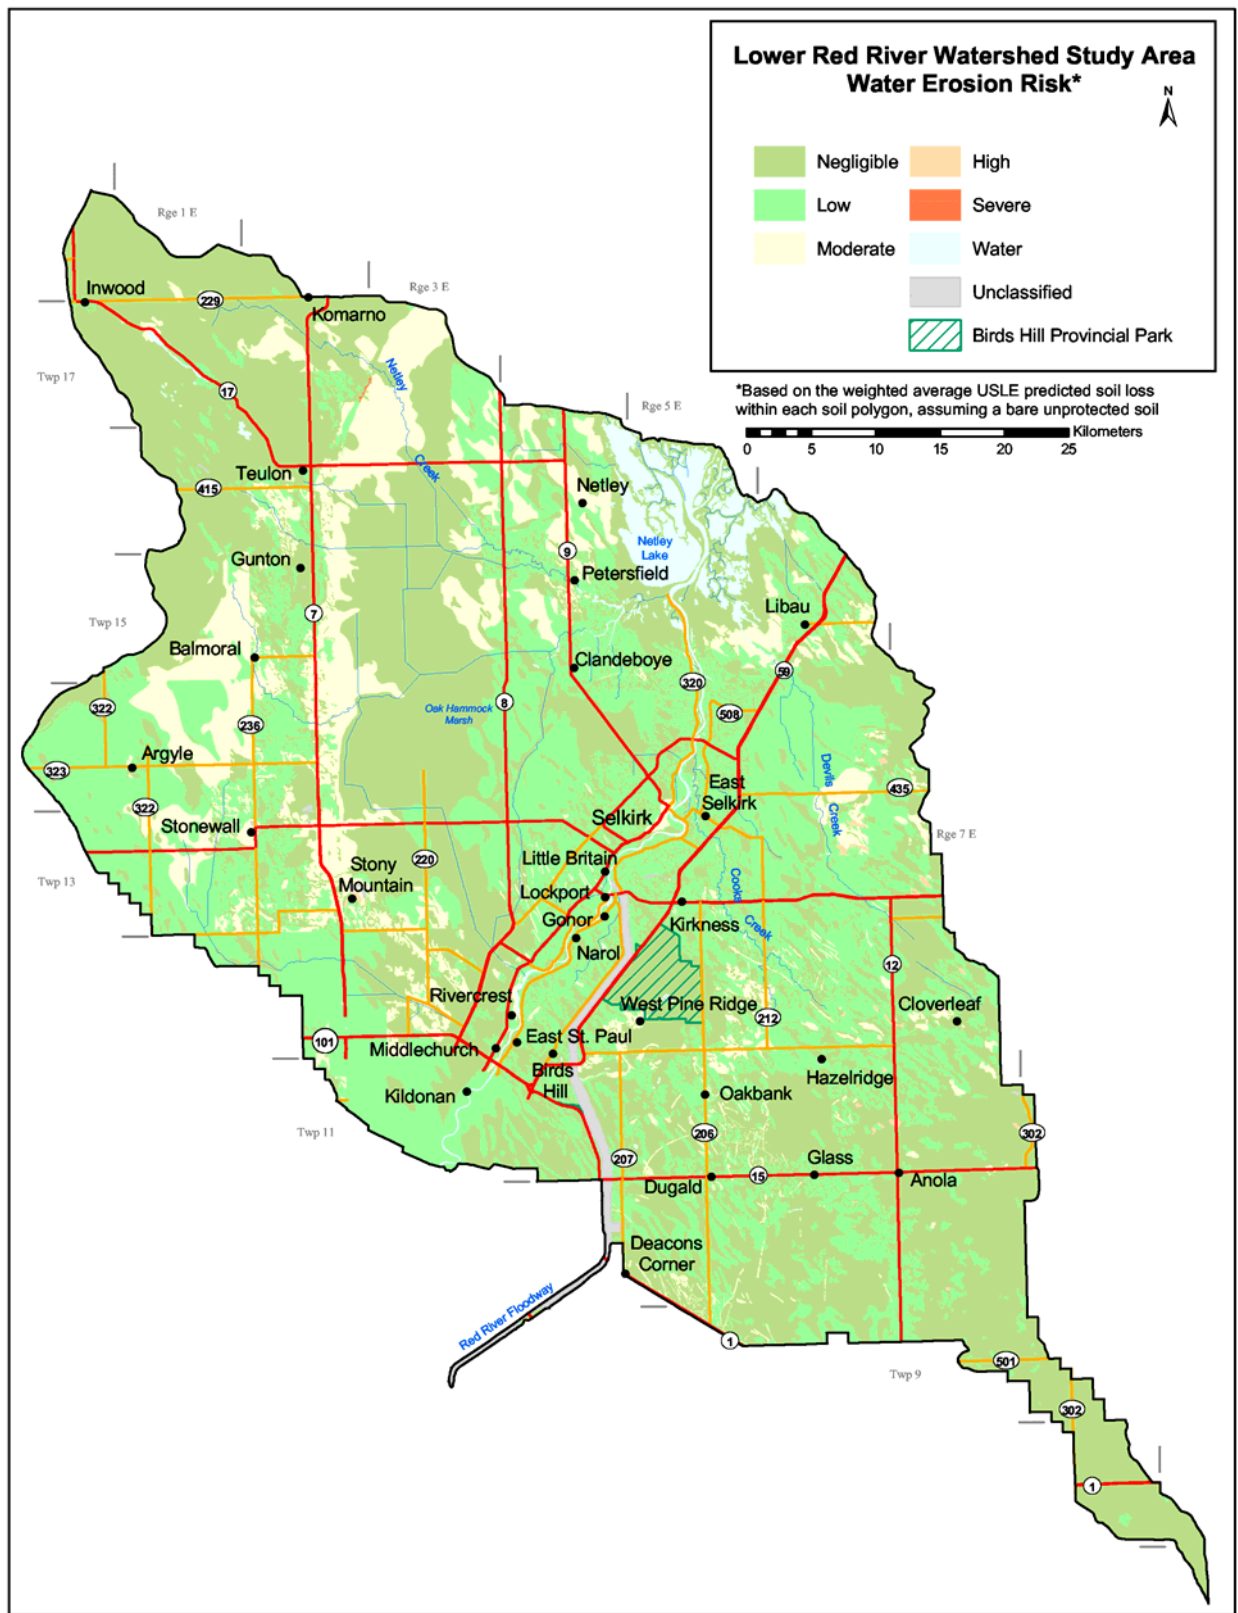 Lower Red River Watershed Study Area
Water Erosion Risk*
N
Negligible
High
Low
Severe
Moderate
Water
Unclassified
Birds Hill Provincial Park
*Based on the weighted average USLE predicted soil loss
within each soil polygon, assuming a bare unprotected soil
Kilometers
0 5 10 15 20 25
Rge 1 E
Rge 3 E
Rge 5 E
Inwood
229
Komarno
Twp 17
17
Netley
Creek
Teulon
415
Netley
Netley
Lake
9
Gunton
Petersfield
Libau
7
Twp 15
Balmoral
Clandeboye
59
320
322
8
Oak Hammock
Marsh
508
236
Argyle
323
Devils
Creek
East
Selkirk
435
322
Selkirk
Stonewall
Rge 7 E
220
Little Britain
Stony
Mountain
Twp 13
Lockport
Cooks
Creek
Gonor
Kirkness
Narol
12
Rivercrest
West Pine Ridge
Cloverleaf
212
101
East St. Paul
Middlechurch
Birds
Hill
Hazelridge
Kildonan
Oakbank
Twp 11
206
302
207
Glass
15
Dugald
Anola
Deacons
Corner
Red River Floodway
1
501
Twp 9
302
1